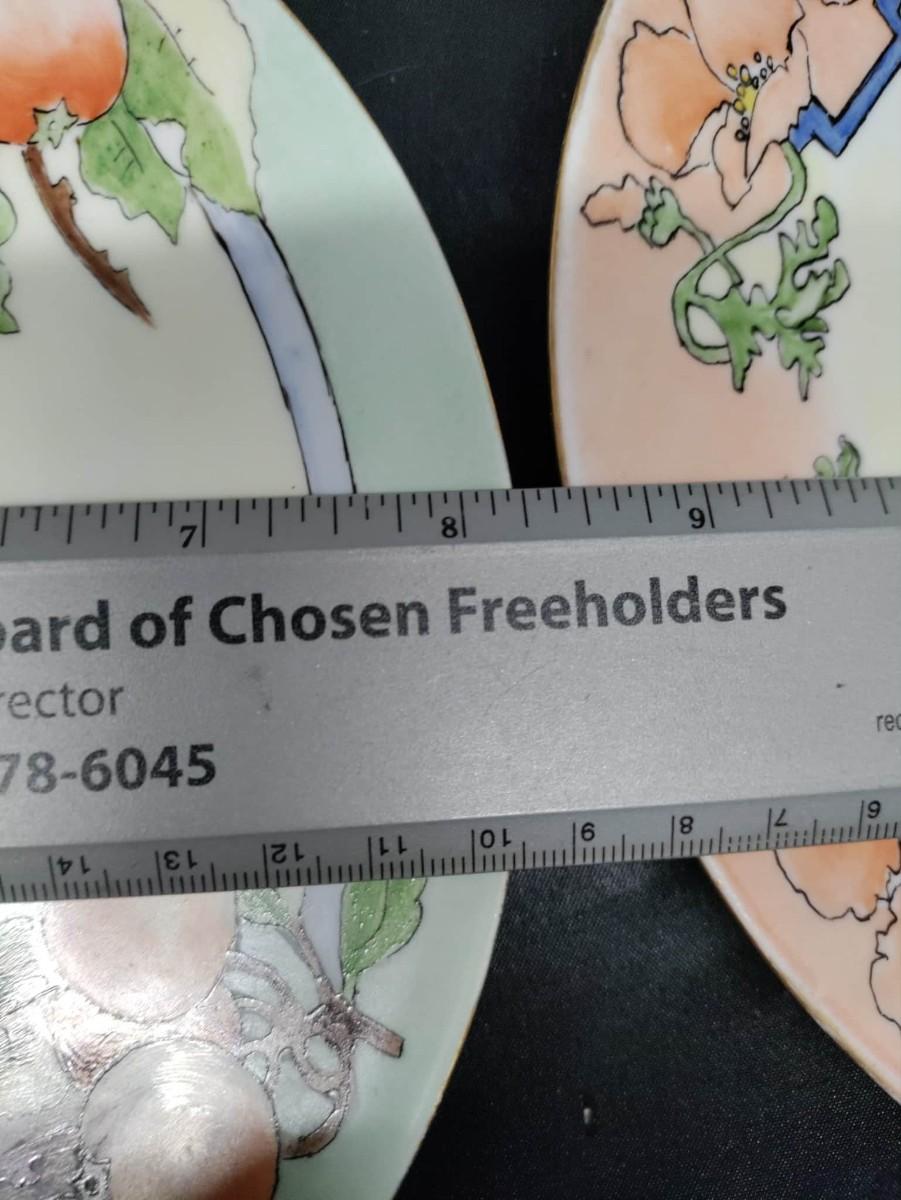 7 8 9
oard of Chosen Freeholders
rector
78-6045
rec
14 13 12 11 10 9 8 7 6